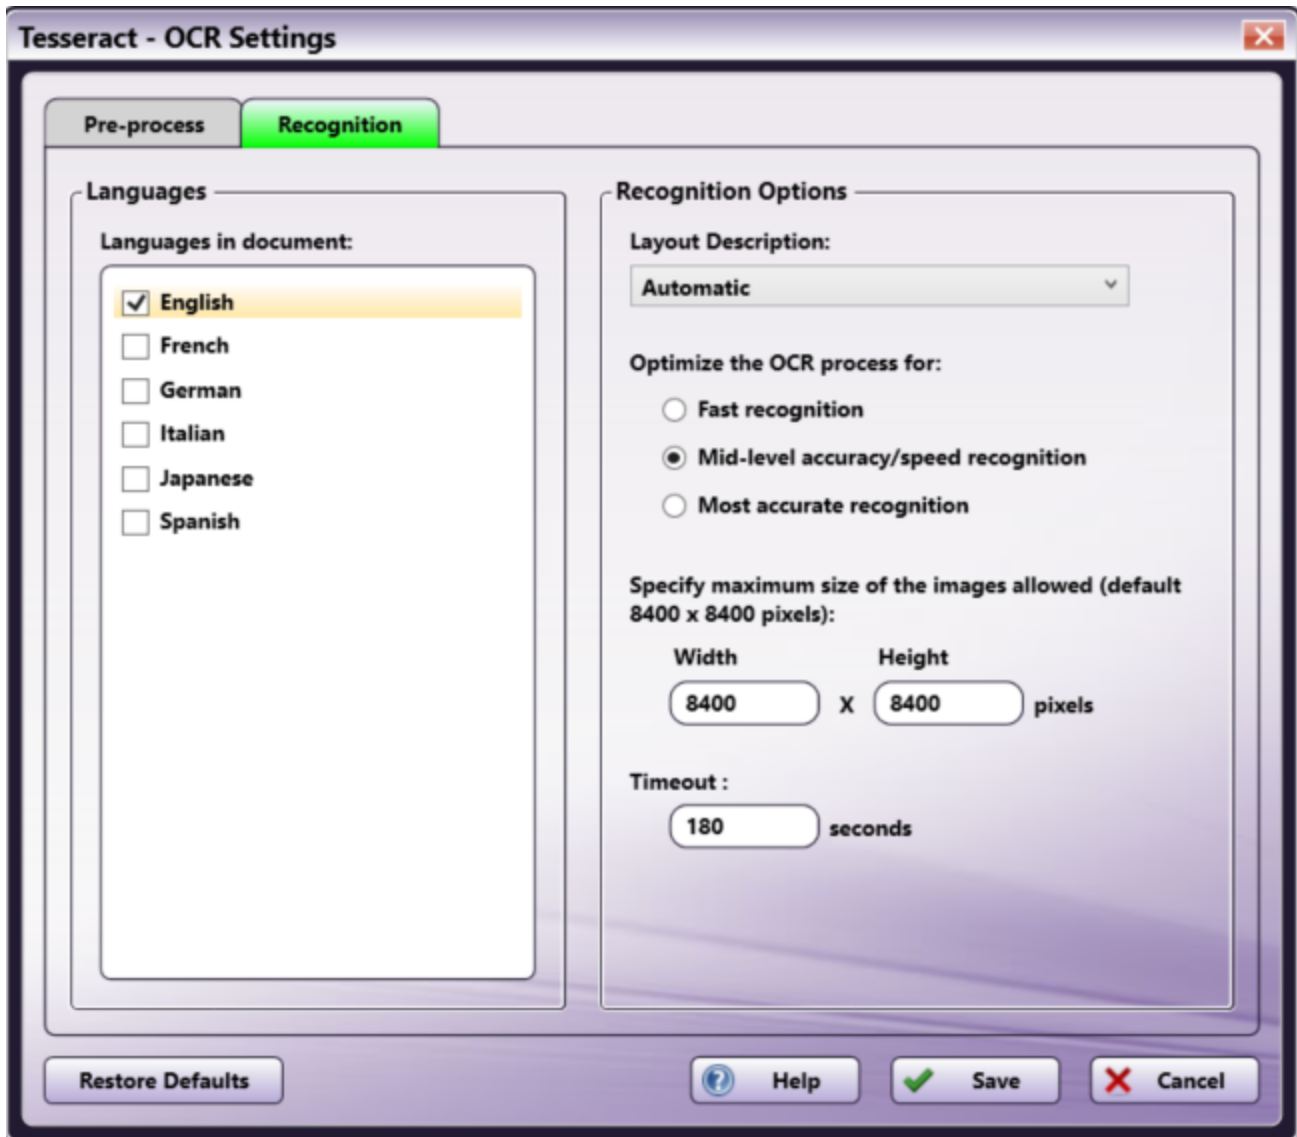 Tesseract - OCR Settings
Pre-process
Recognition
Languages
Languages in document:
English
French
German
Italian
Japanese
Spanish
Recognition Options
Layout Description:
Automatic
Optimize the OCR process for:
Fast recognition
Mid-level accuracy/speed recognition
Most accurate recognition
Specify maximum size of the images allowed (default
8400 x 8400 pixels):
Width Height
8400 X 8400 pixels
Timeout :
180 seconds
Restore Defaults
Help
Save
Cancel